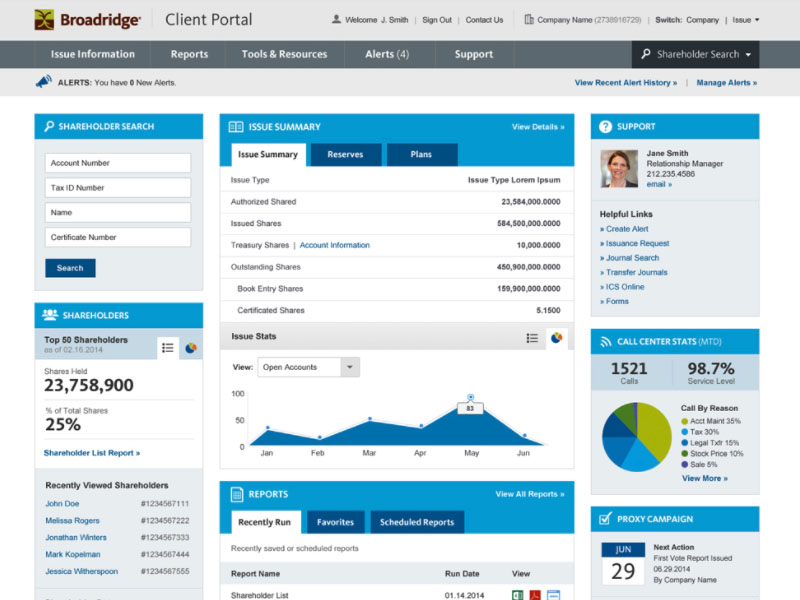 Broadridge Client Portal
Welcome J. Smith | Sign Out | Contact Us
Company Name (2738916729) | Switch: Company | Issue
Issue Information
Reports
Tools & Resources
Alerts (4)
Support
Shareholder Search
ALERTS: You have 0 New Alerts.
View Recent Alert History » | Manage Alerts »
SHAREHOLDER SEARCH
Account Number
Tax ID Number
Name
Certificate Number
Search
SHAREHOLDERS
Top 50 Shareholders
as of 02.16.2014
Shares Held
23,758,900
% of Total Shares
25%
Shareholder List Report »
Recently Viewed Shareholders
John Doe #1234567111
Melissa Rogers #1234567222
Jonathan Winters #1234567333
Mark Kopelman #1234567444
Jessica Witherspoon #1234567555
ISSUE SUMMARY
View Details »
Issue Summary
Reserves
Plans
Issue Type Issue Type Lorem Ipsum
Authorized Shared 23,584,000.0000
Issued Shares 584,500,000.0000
Treasury Shares | Account Information 10,000.0000
Outstanding Shares 450,900,000.0000
Book Entry Shares 159,900,000.0000
Certificated Shares 5.1500
Issue Stats
View: Open Accounts
100
50
0
83
Jan Feb Mar Apr May Jun
REPORTS
View All Reports »
Recently Run
Favorites
Scheduled Reports
Recently saved or scheduled reports
Report Name Run Date View
Shareholder List 01.14.2014
SUPPORT
Jane Smith
Relationship Manager
212.235.4586
email »
Helpful Links
» Create Alert
» Issuance Request
» Journal Search
» Transfer Journals
» ICS Online
» Forms
CALL CENTER STATS (MTD)
1521
Calls
98.7%
Service Level
Call By Reason
Acct Maint 35%
Tax 30%
Legal Txfr 15%
Stock Price 10%
Sale 5%
View More »
PROXY CAMPAIGN
JUN
29
Next Action
First Vote Report Issued
06.29.2014
By Company Name